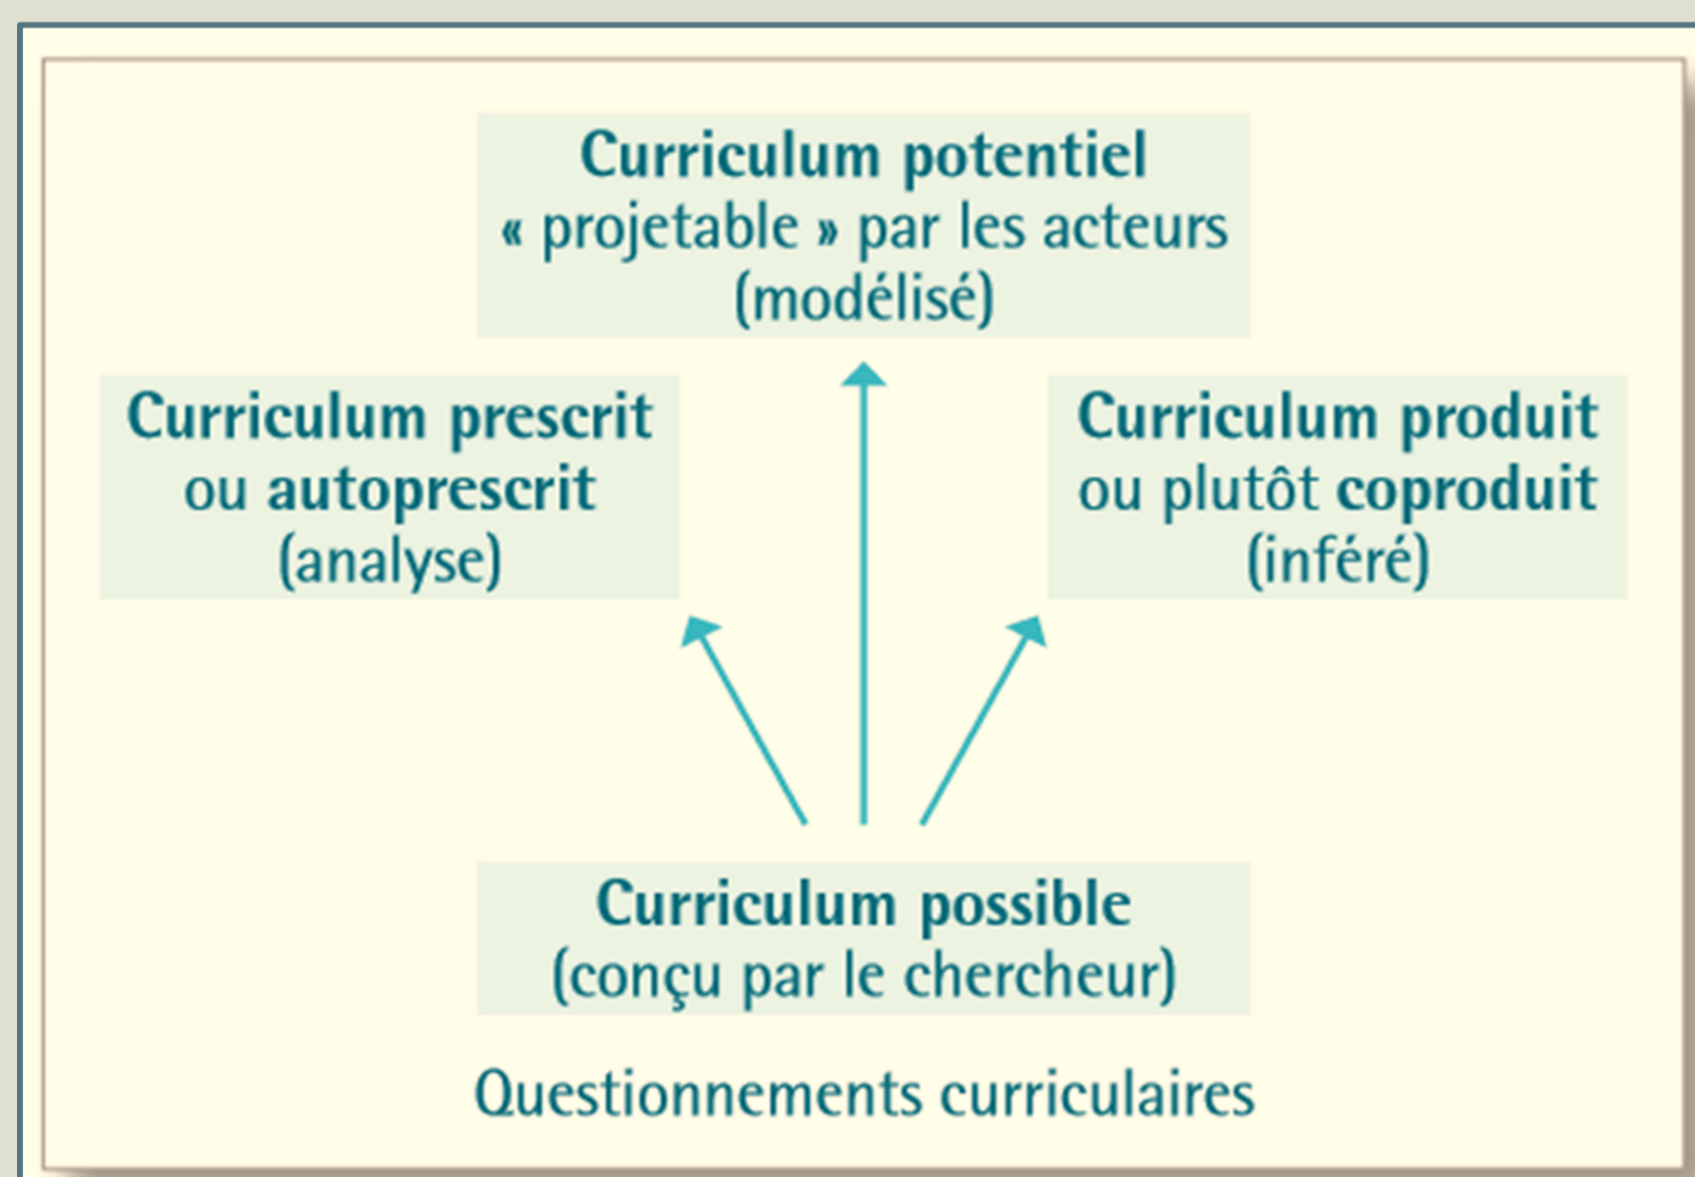 Curriculum potentiel
« projetable » par les acteurs
(modélisé)
Curriculum prescrit
ou autoprescrit
(analyse)
Curriculum produit
ou plutôt coproduit
(inféré)
Curriculum possible
(conçu par le chercheur)
Questionnements curriculaires